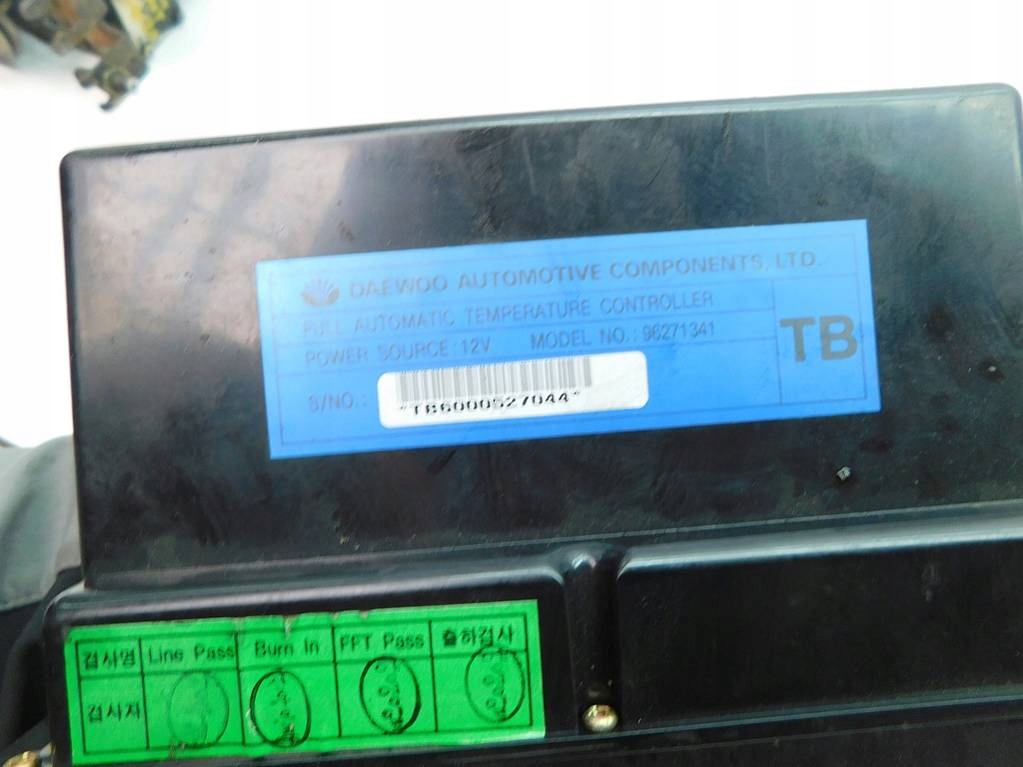 DAEWOO AUTOMOTIVE COMPONENTS, LTD.
FULL AUTOMATIC TEMPERATURE CONTROLLER
POWER SOURCE : 12V MODEL NO. : 96271341
TB
S/NO. :
*TB6000527044*
검사명 Line Pass Burn In FFT Pass 출하검사
검사자